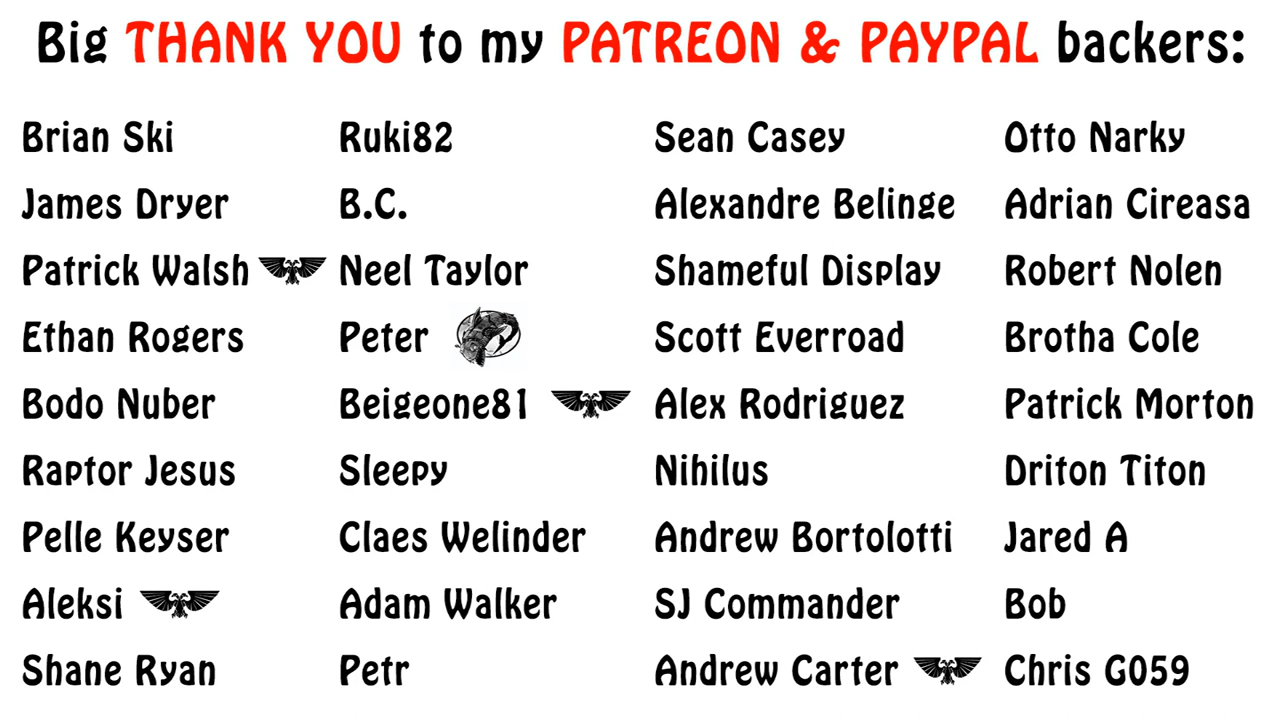 Big THANK YOU to my PATREON & PAYPAL backers:
Brian Ski
James Dryer
Patrick Walsh
Ethan Rogers
Bodo Nuber
Raptor Jesus
Pelle Keyser
Aleksi
Shane Ryan
Ruki82
B.C.
Neel Taylor
Peter
Beigeone81
Sleepy
Claes Welinder
Adam Walker
Petr
Sean Casey
Alexandre Belinge
Shameful Display
Scott Everroad
Alex Rodriguez
Nihilus
Andrew Bortolotti
SJ Commander
Andrew Carter
Otto Narky
Adrian Cireasa
Robert Nolen
Brotha Cole
Patrick Morton
Driton Titon
Jared A
Bob
Chris G059